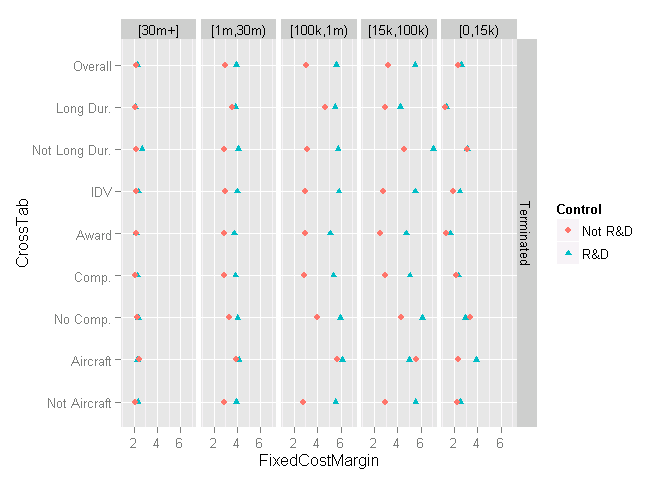 [30m+] [1m,30m) [100k,1m) [15k,100k) [0,15k)
Overall
Long Dur.
Not Long Dur.
IDV
Award
Comp.
No Comp.
Aircraft
Not Aircraft
CrossTab
Terminated
Control
Not R&D
R&D
2 4 6 2 4 6 2 4 6 2 4 6 2 4 6
FixedCostMargin